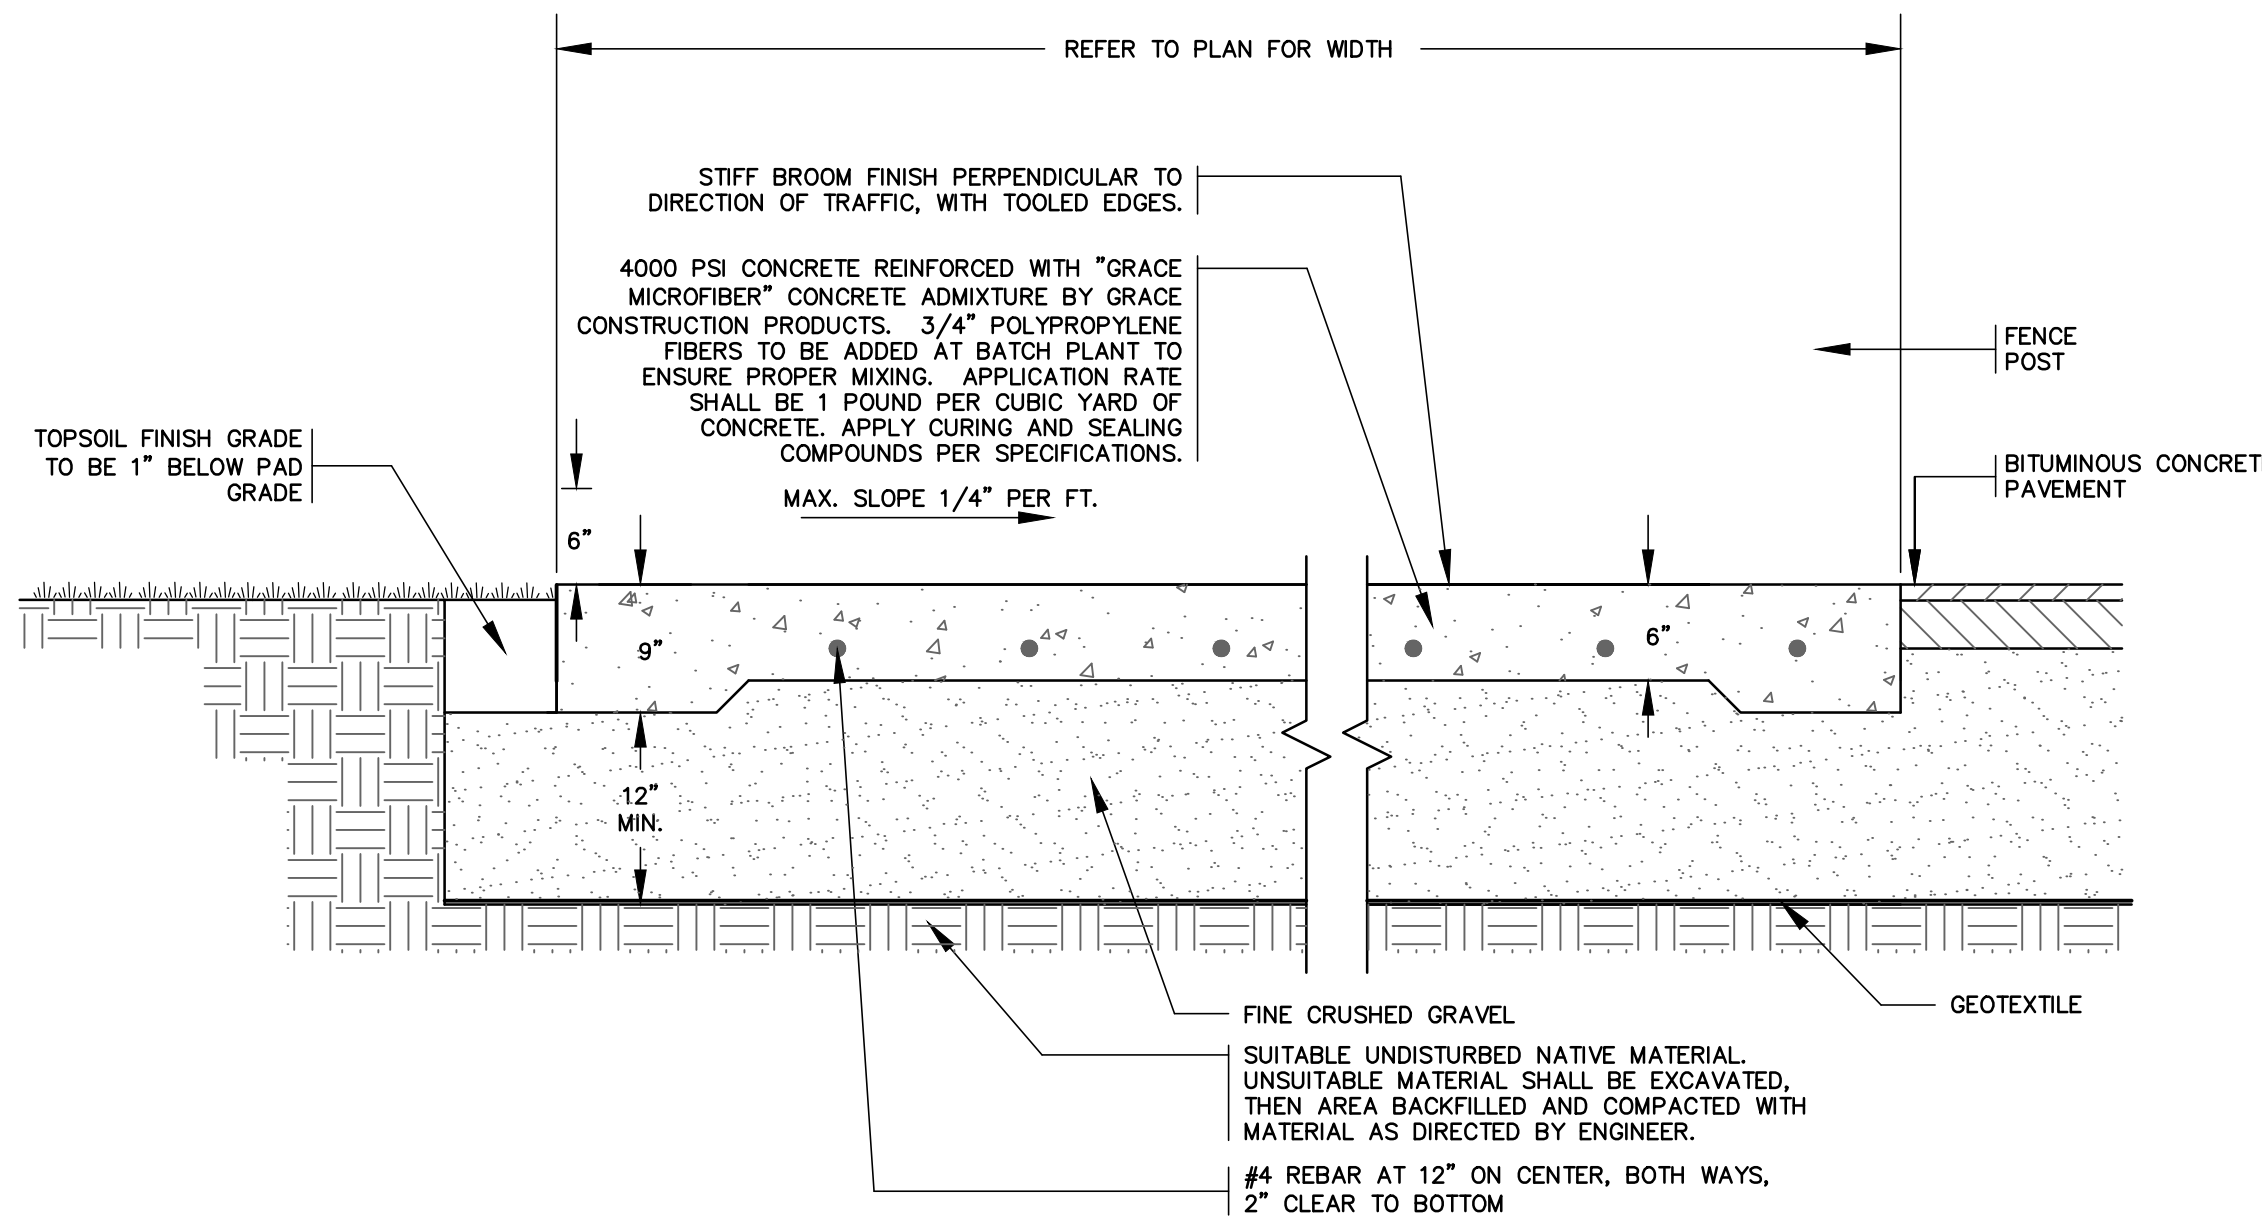 REFER TO PLAN FOR WIDTH
STIFF BROOM FINISH PERPENDICULAR TO
DIRECTION OF TRAFFIC, WITH TOOLED EDGES.
4000 PSI CONCRETE REINFORCED WITH "GRACE
MICROFIBER" CONCRETE ADMIXTURE BY GRACE
CONSTRUCTION PRODUCTS. 3/4" POLYPROPYLENE
FIBERS TO BE ADDED AT BATCH PLANT TO
ENSURE PROPER MIXING. APPLICATION RATE
SHALL BE 1 POUND PER CUBIC YARD OF
CONCRETE. APPLY CURING AND SEALING
COMPOUNDS PER SPECIFICATIONS.
FENCE
POST
TOPSOIL FINISH GRADE
TO BE 1" BELOW PAD
GRADE
BITUMINOUS CONCRETE
PAVEMENT
MAX. SLOPE 1/4" PER FT.
6"
9"
6"
12"
MIN.
FINE CRUSHED GRAVEL
GEOTEXTILE
SUITABLE UNDISTURBED NATIVE MATERIAL.
UNSUITABLE MATERIAL SHALL BE EXCAVATED,
THEN AREA BACKFILLED AND COMPACTED WITH
MATERIAL AS DIRECTED BY ENGINEER.
#4 REBAR AT 12" ON CENTER, BOTH WAYS,
2" CLEAR TO BOTTOM